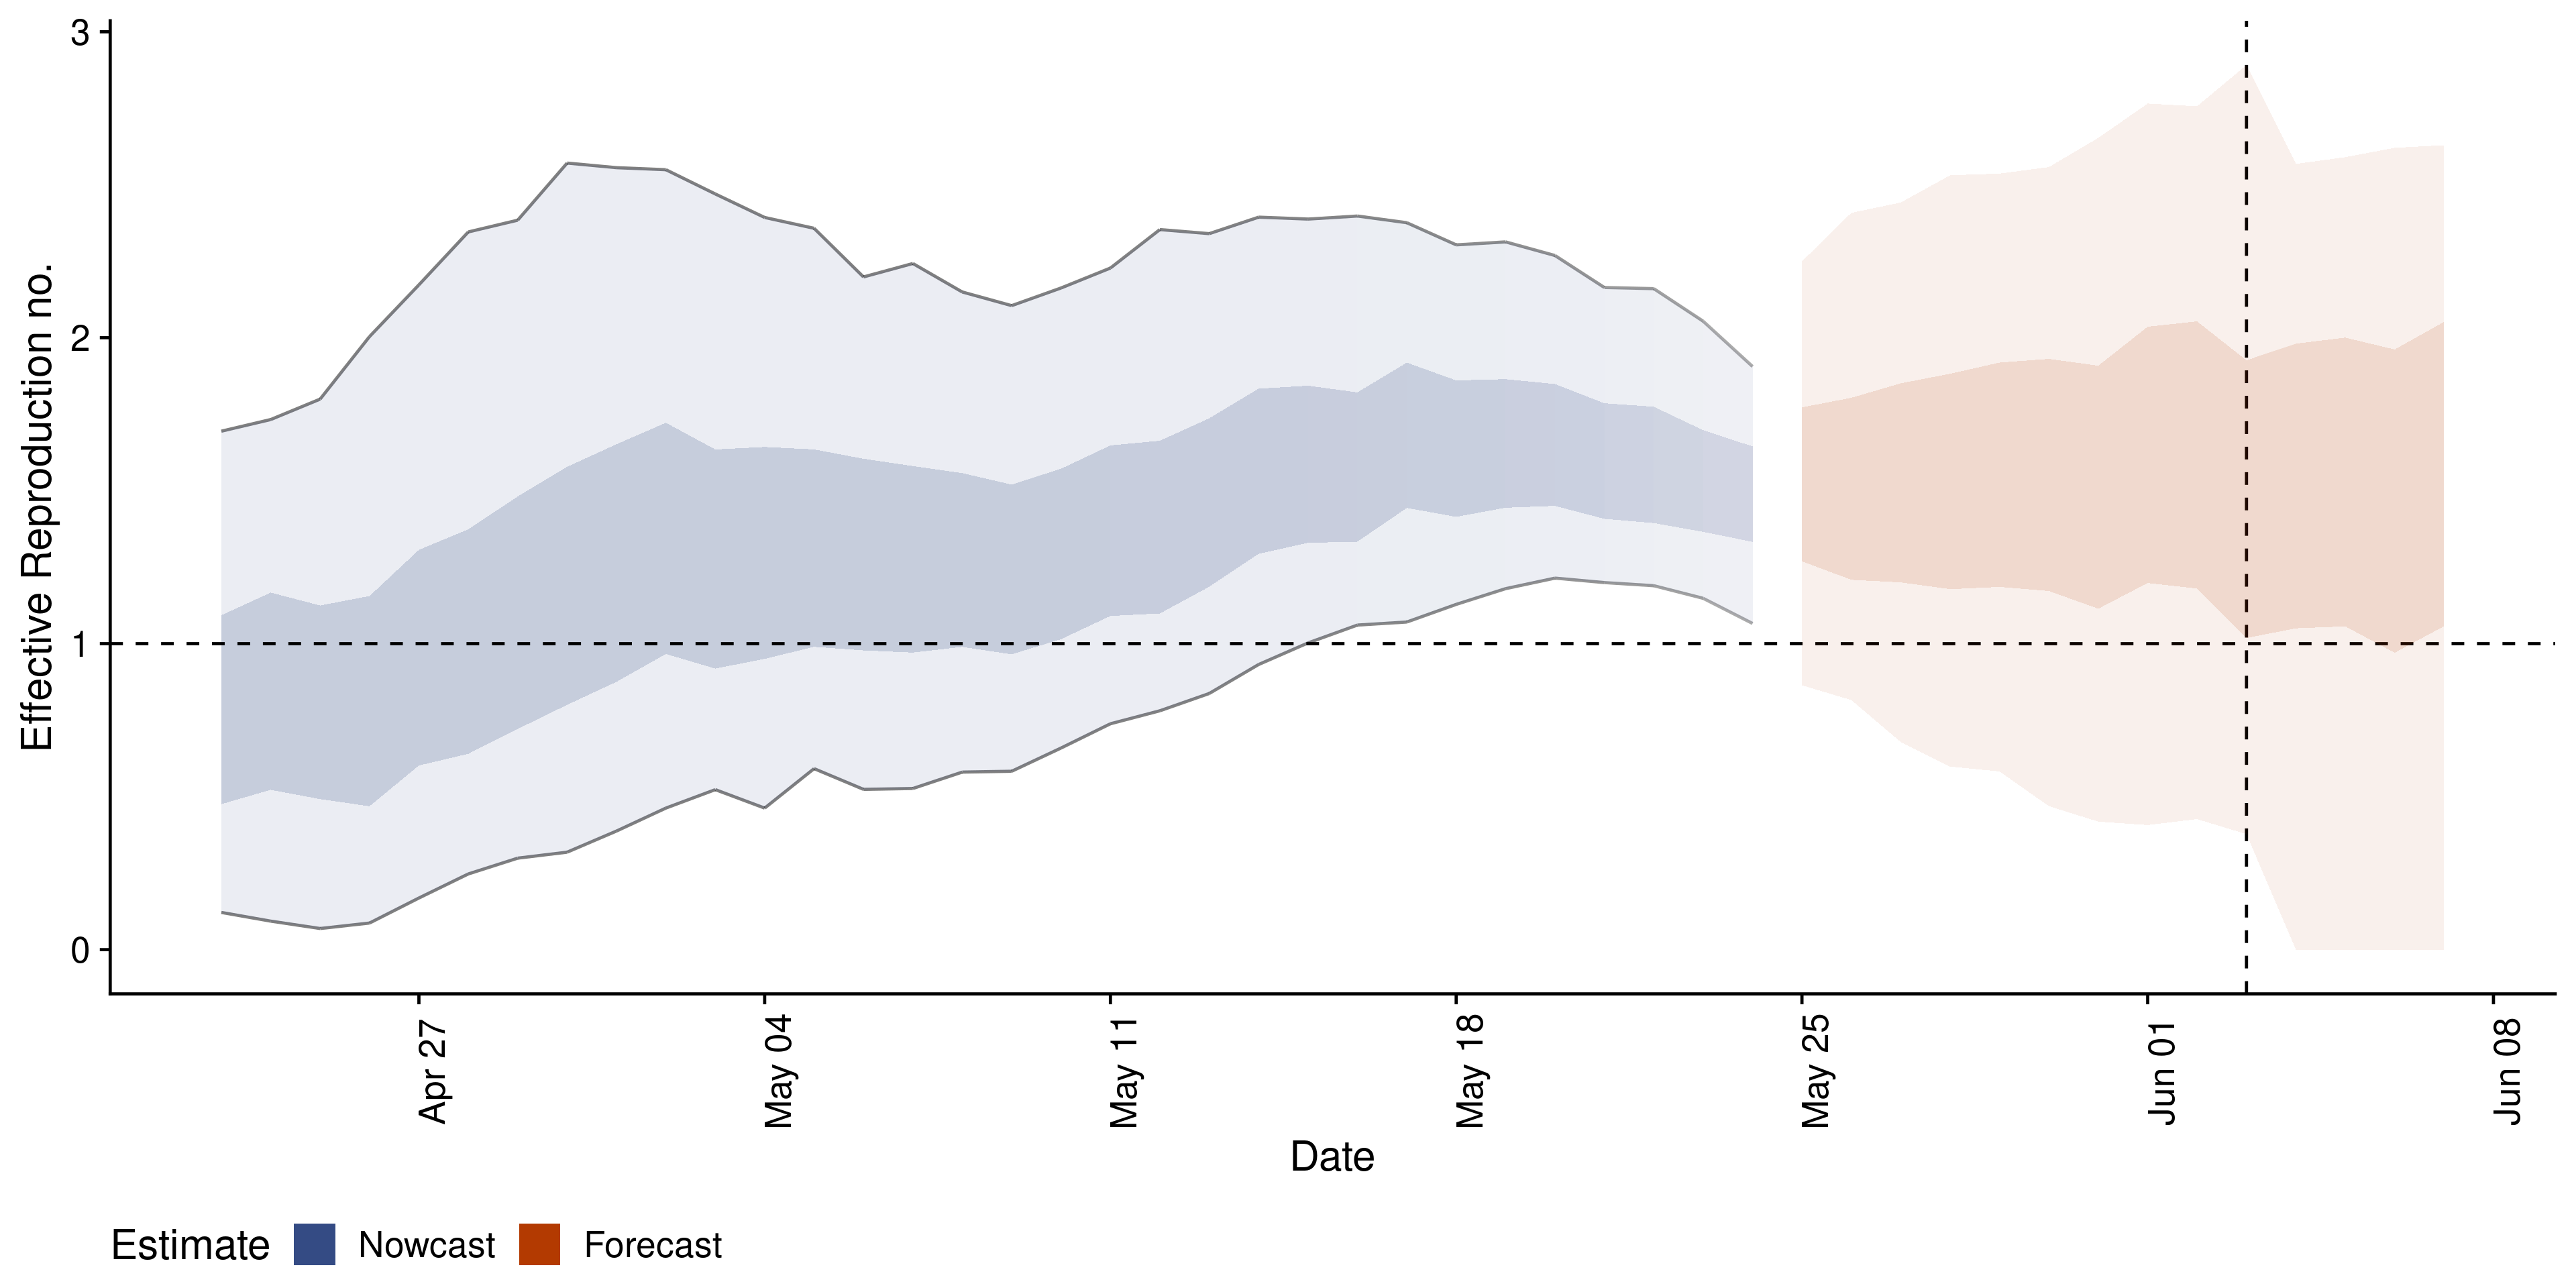 3
2
1
0
Effective Reproduction no.
Apr 27
May 04
May 11
May 18
May 25
Jun 01
Jun 08
Date
Estimate Nowcast Forecast